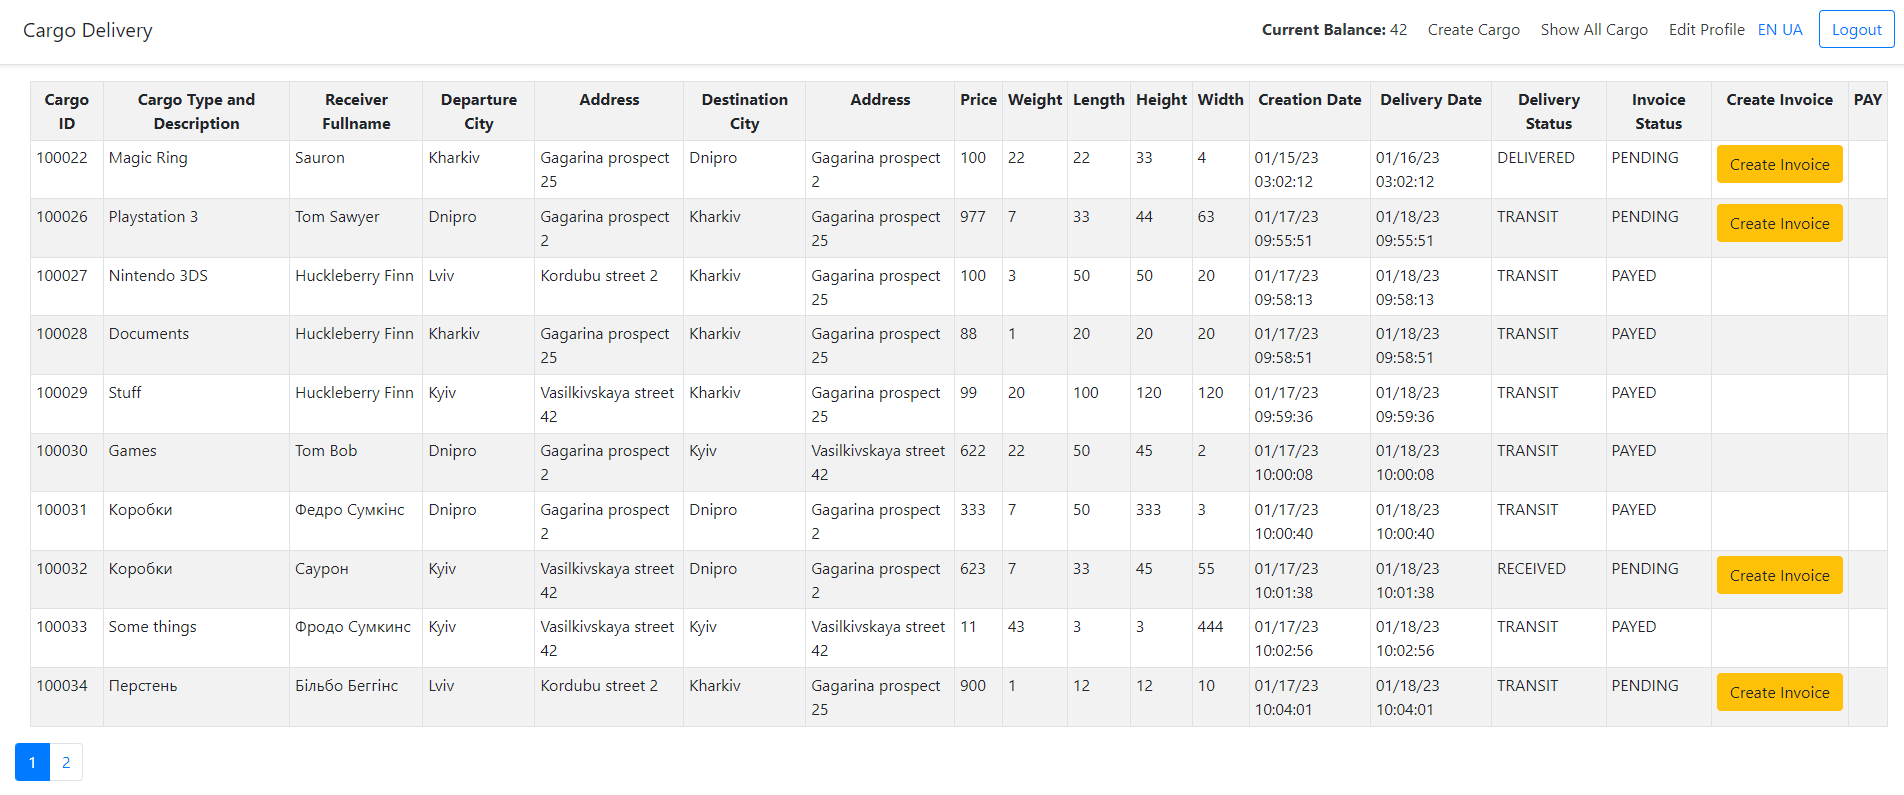 Cargo Delivery
Current Balance: 42 Create Cargo Show All Cargo Edit Profile EN UA Logout
Cargo ID Cargo Type and Description Receiver Fullname Departure City Address Destination City Address Price Weight Length Height Width Creation Date Delivery Date Delivery Status Invoice Status Create Invoice PAY
100022 Magic Ring Sauron Kharkiv Gagarina prospect 25 Dnipro Gagarina prospect 2 100 22 22 33 4 01/15/23 03:02:12 01/16/23 03:02:12 DELIVERED PENDING Create Invoice
100026 Playstation 3 Tom Sawyer Dnipro Gagarina prospect 2 Kharkiv Gagarina prospect 25 977 7 33 44 63 01/17/23 09:55:51 01/18/23 09:55:51 TRANSIT PENDING Create Invoice
100027 Nintendo 3DS Huckleberry Finn Lviv Kordubu street 2 Kharkiv Gagarina prospect 25 100 3 50 50 20 01/17/23 09:58:13 01/18/23 09:58:13 TRANSIT PAYED
100028 Documents Huckleberry Finn Kharkiv Gagarina prospect 25 Kharkiv Gagarina prospect 25 88 1 20 20 20 01/17/23 09:58:51 01/18/23 09:58:51 TRANSIT PAYED
100029 Stuff Huckleberry Finn Kyiv Vasilkivskaya street 42 Kharkiv Gagarina prospect 25 99 20 100 120 120 01/17/23 09:59:36 01/18/23 09:59:36 TRANSIT PAYED
100030 Games Tom Bob Dnipro Gagarina prospect 2 Kyiv Vasilkivskaya street 42 622 22 50 45 2 01/17/23 10:00:08 01/18/23 10:00:08 TRANSIT PAYED
100031 Коробки Федро Сумкінс Dnipro Gagarina prospect 2 Dnipro Gagarina prospect 2 333 7 50 333 3 01/17/23 10:00:40 01/18/23 10:00:40 TRANSIT PAYED
100032 Коробки Саурон Kyiv Vasilkivskaya street 42 Dnipro Gagarina prospect 2 623 7 33 45 55 01/17/23 10:01:38 01/18/23 10:01:38 RECEIVED PENDING Create Invoice
100033 Some things Фродо Сумкинс Kyiv Vasilkivskaya street 42 Kyiv Vasilkivskaya street 42 11 43 3 3 444 01/17/23 10:02:56 01/18/23 10:02:56 TRANSIT PAYED
100034 Перстень Більбо Беггінс Lviv Kordubu street 2 Kharkiv Gagarina prospect 25 900 1 12 12 10 01/17/23 10:04:01 01/18/23 10:04:01 TRANSIT PENDING Create Invoice
1 2